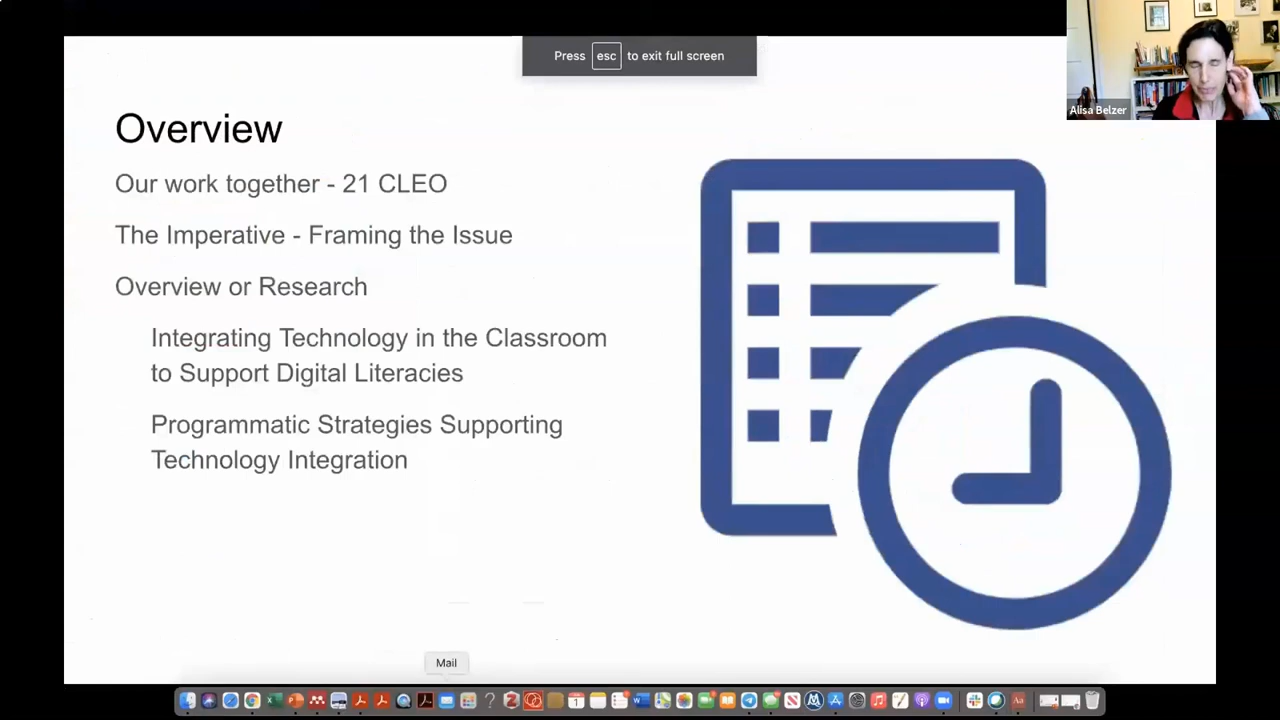 Press esc to exit full screen
Alisa Belzer
Overview
Our work together - 21 CLEO
The Imperative - Framing the Issue
Overview or Research
Integrating Technology in the Classroom
to Support Digital Literacies
Programmatic Strategies Supporting
Technology Integration
Mail